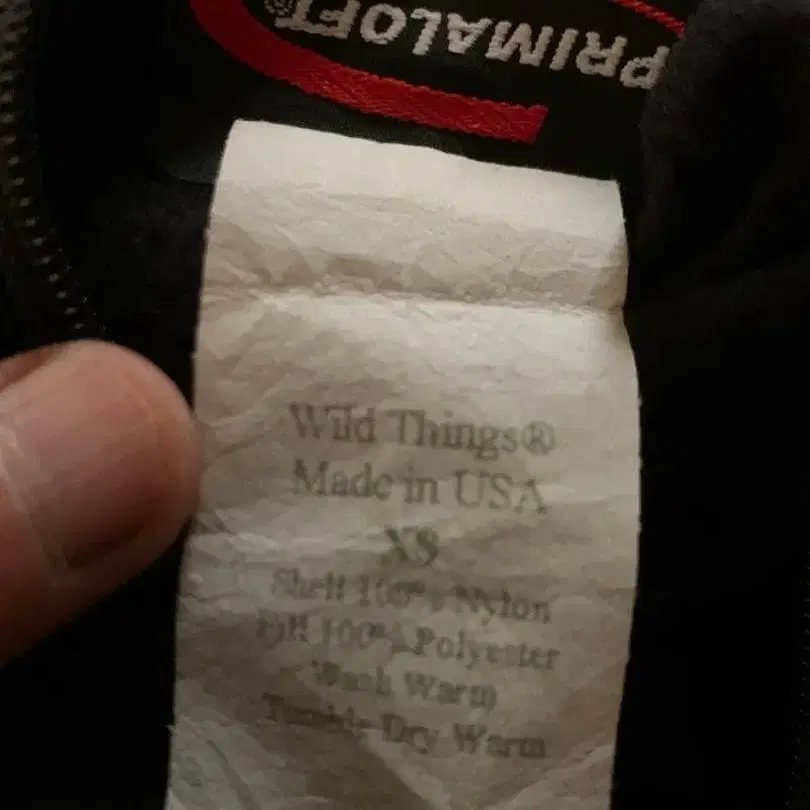 PRIMALOFT®
Wild Things®
Made in USA
XS
Shell 100% Nylon
Fill 100% Polyester
Wash Warm
Tumble Dry Warm